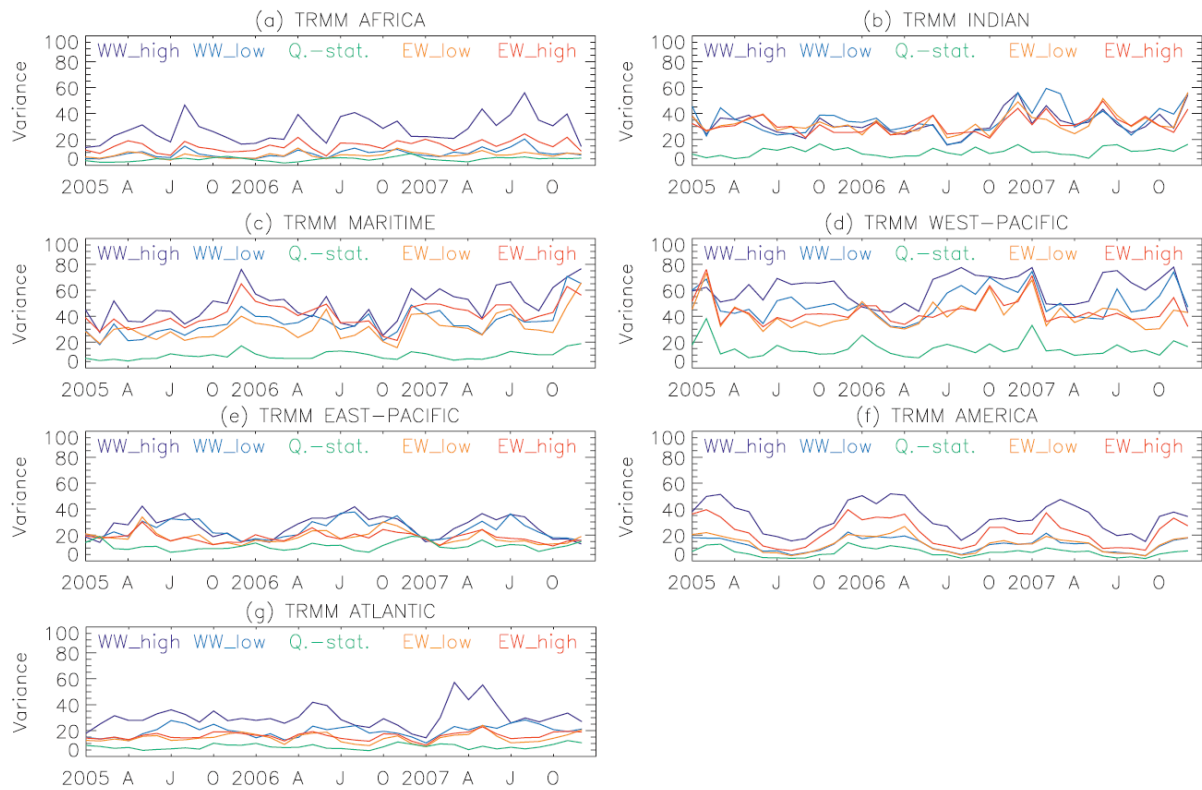 (a) TRMM AFRICA
Variance
100
80
60
40
20
0
WW_high WW_low Q.-stat. EW_low EW_high
2005 A J O 2006 A J O 2007 A J O
(b) TRMM INDIAN
Variance
100
80
60
40
20
0
WW_high WW_low Q.-stat. EW_low EW_high
2005 A J O 2006 A J O 2007 A J O
(c) TRMM MARITIME
Variance
100
80
60
40
20
0
WW_high WW_low Q.-stat. EW_low EW_high
2005 A J O 2006 A J O 2007 A J O
(d) TRMM WEST-PACIFIC
Variance
100
80
60
40
20
0
WW_high WW_low Q.-stat. EW_low EW_high
2005 A J O 2006 A J O 2007 A J O
(e) TRMM EAST-PACIFIC
Variance
100
80
60
40
20
0
WW_high WW_low Q.-stat. EW_low EW_high
2005 A J O 2006 A J O 2007 A J O
(f) TRMM AMERICA
Variance
100
80
60
40
20
0
WW_high WW_low Q.-stat. EW_low EW_high
2005 A J O 2006 A J O 2007 A J O
(g) TRMM ATLANTIC
Variance
100
80
60
40
20
0
WW_high WW_low Q.-stat. EW_low EW_high
2005 A J O 2006 A J O 2007 A J O